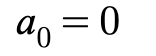 a₀ = 0